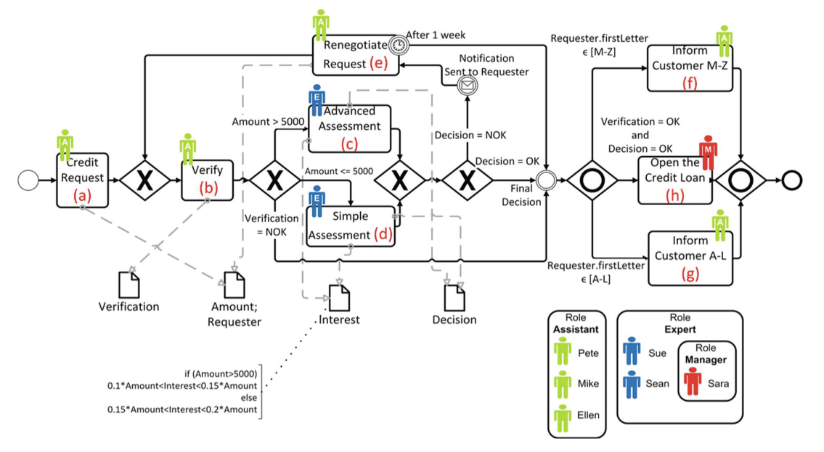 A
Renegotiate
Request (e)
After 1 week
Notification
Sent to Requester
Requester.firstLetter
ϵ [M-Z]
A
Inform
Customer M-Z
(f)
E
Advanced
Assessment
(c)
Amount > 5000
Decision = NOK
Verification = OK
and
Decision = OK
A
Credit
Request
(a)
X
A
Verify
(b)
X
Amount <= 5000
X
X
Decision = OK
Final
Decision
M
Open the
Credit Loan
(h)
Verification
= NOK
E
Simple
Assessment (d)
A
Inform
Customer A-L
(g)
Requester.firstLetter
ϵ [A-L]
Verification
Amount;
Requester
Interest
Decision
if (Amount>5000)
0.1*Amount<Interest<0.15*Amount
else
0.15*Amount<Interest<0.2*Amount
Role
Assistant
Pete
Mike
Ellen
Role
Expert
Sue
Sean
Role
Manager
Sara